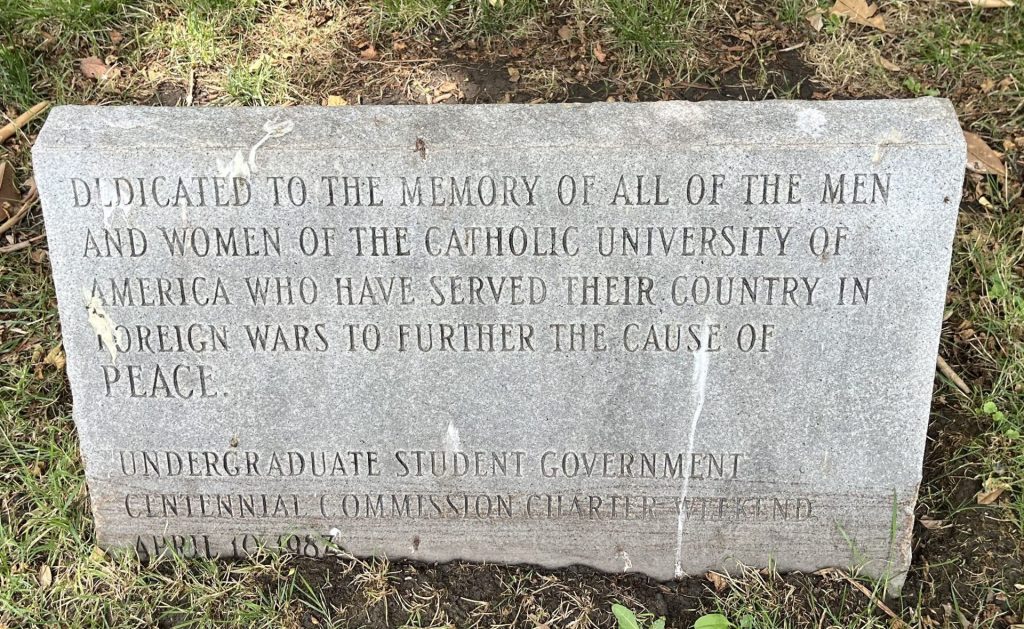 DEDICATED TO THE MEMORY OF ALL OF THE MEN
AND WOMEN OF THE CATHOLIC UNIVERSITY OF
AMERICA WHO HAVE SERVED THEIR COUNTRY IN
FOREIGN WARS TO FURTHER THE CAUSE OF
PEACE.
UNDERGRADUATE STUDENT GOVERNMENT
CENTENNIAL COMMISSION CHARTER WEEKEND
APRIL 10, 1987